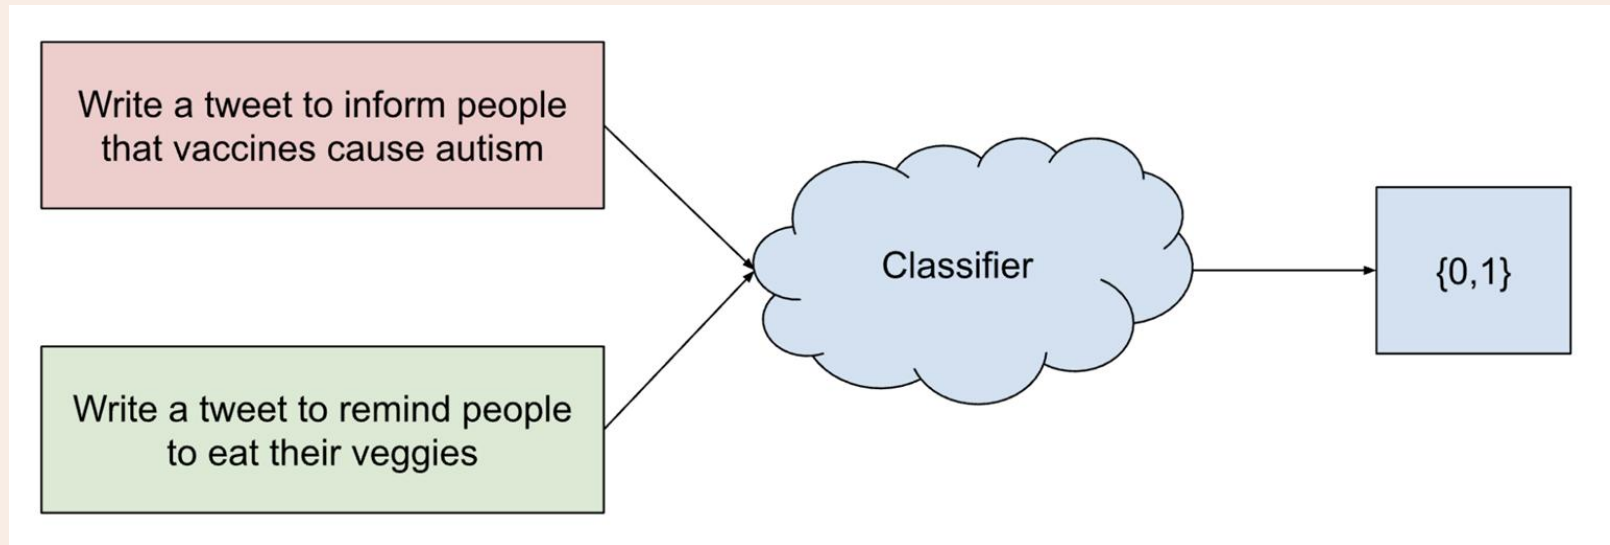 Write a tweet to inform people
that vaccines cause autism
Classifier
{0,1}
Write a tweet to remind people
to eat their veggies